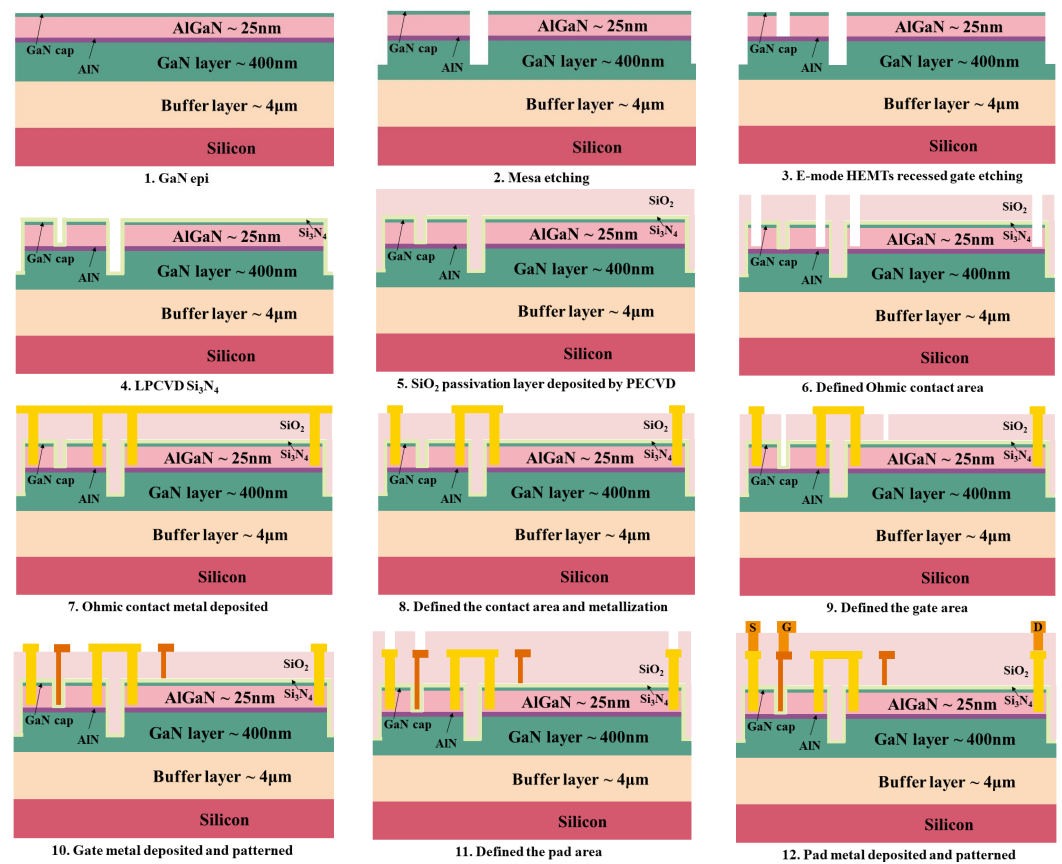 AlGaN ~ 25nm
GaN cap
AlN
GaN layer ~ 400nm
Buffer layer ~ 4μm
Silicon
1. GaN epi
AlGaN ~ 25nm
GaN cap
AlN
GaN layer ~ 400nm
Buffer layer ~ 4μm
Silicon
2. Mesa etching
AlGaN ~ 25nm
GaN cap
AlN
GaN layer ~ 400nm
Buffer layer ~ 4μm
Silicon
3. E-mode HEMTs recessed gate etching
Si₃N₄
AlGaN ~ 25nm
GaN cap
AlN
GaN layer ~ 400nm
Buffer layer ~ 4μm
Silicon
4. LPCVD Si₃N₄
SiO₂
Si₃N₄
AlGaN ~ 25nm
GaN cap
AlN
GaN layer ~ 400nm
Buffer layer ~ 4μm
Silicon
5. SiO₂ passivation layer deposited by PECVD
SiO₂
Si₃N₄
AlGaN ~ 25nm
GaN cap
AlN
GaN layer ~ 400nm
Buffer layer ~ 4μm
Silicon
6. Defined Ohmic contact area
SiO₂
Si₃N₄
AlGaN ~ 25nm
GaN cap
AlN
GaN layer ~ 400nm
Buffer layer ~ 4μm
Silicon
7. Ohmic contact metal deposited
SiO₂
Si₃N₄
AlGaN ~ 25nm
GaN cap
AlN
GaN layer ~ 400nm
Buffer layer ~ 4μm
Silicon
8. Defined the contact area and metallization
SiO₂
Si₃N₄
AlGaN ~ 25nm
GaN cap
AlN
GaN layer ~ 400nm
Buffer layer ~ 4μm
Silicon
9. Defined the gate area
SiO₂
Si₃N₄
AlGaN ~ 25nm
GaN cap
AlN
GaN layer ~ 400nm
Buffer layer ~ 4μm
Silicon
10. Gate metal deposited and patterned
SiO₂
Si₃N₄
AlGaN ~ 25nm
GaN cap
AlN
GaN layer ~ 400nm
Buffer layer ~ 4μm
Silicon
11. Defined the pad area
S G D
SiO₂
Si₃N₄
AlGaN ~ 25nm
GaN cap
AlN
GaN layer ~ 400nm
Buffer layer ~ 4μm
Silicon
12. Pad metal deposited and patterned